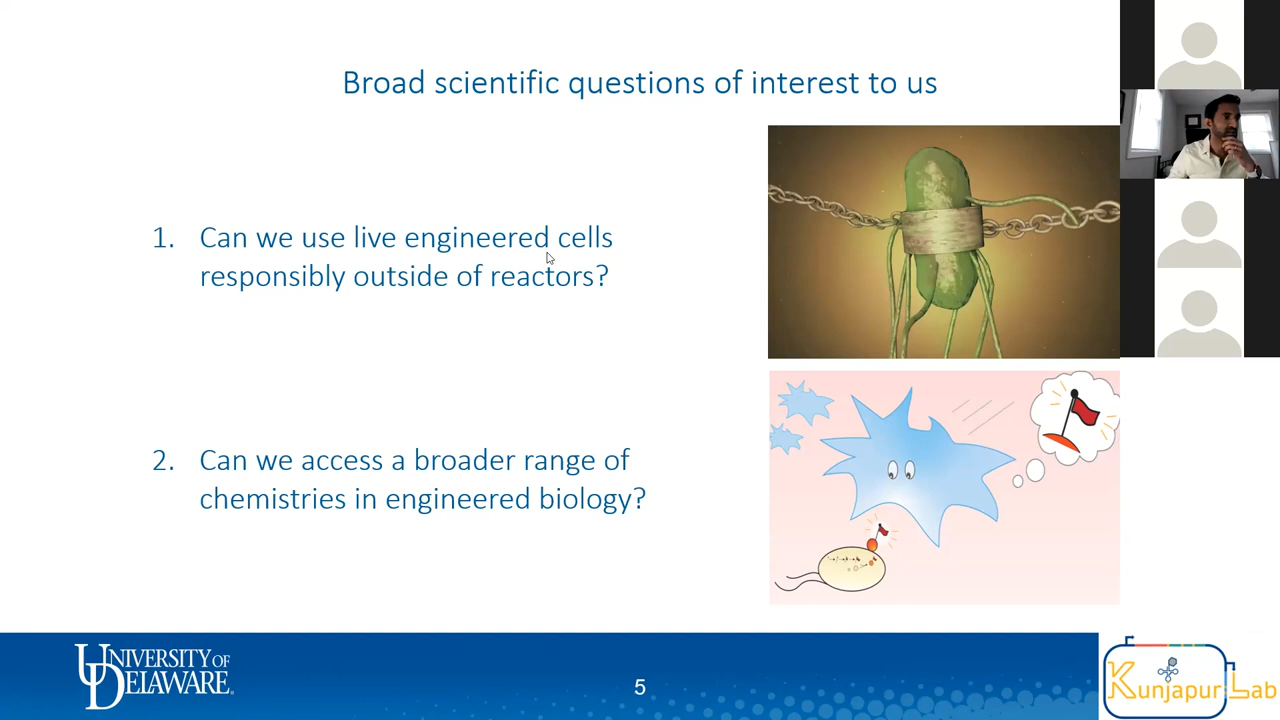 Broad scientific questions of interest to us
1. Can we use live engineered cells
responsibly outside of reactors?
2. Can we access a broader range of
chemistries in engineered biology?
UNIVERSITY OF
DELAWARE
5
Kunjapur Lab